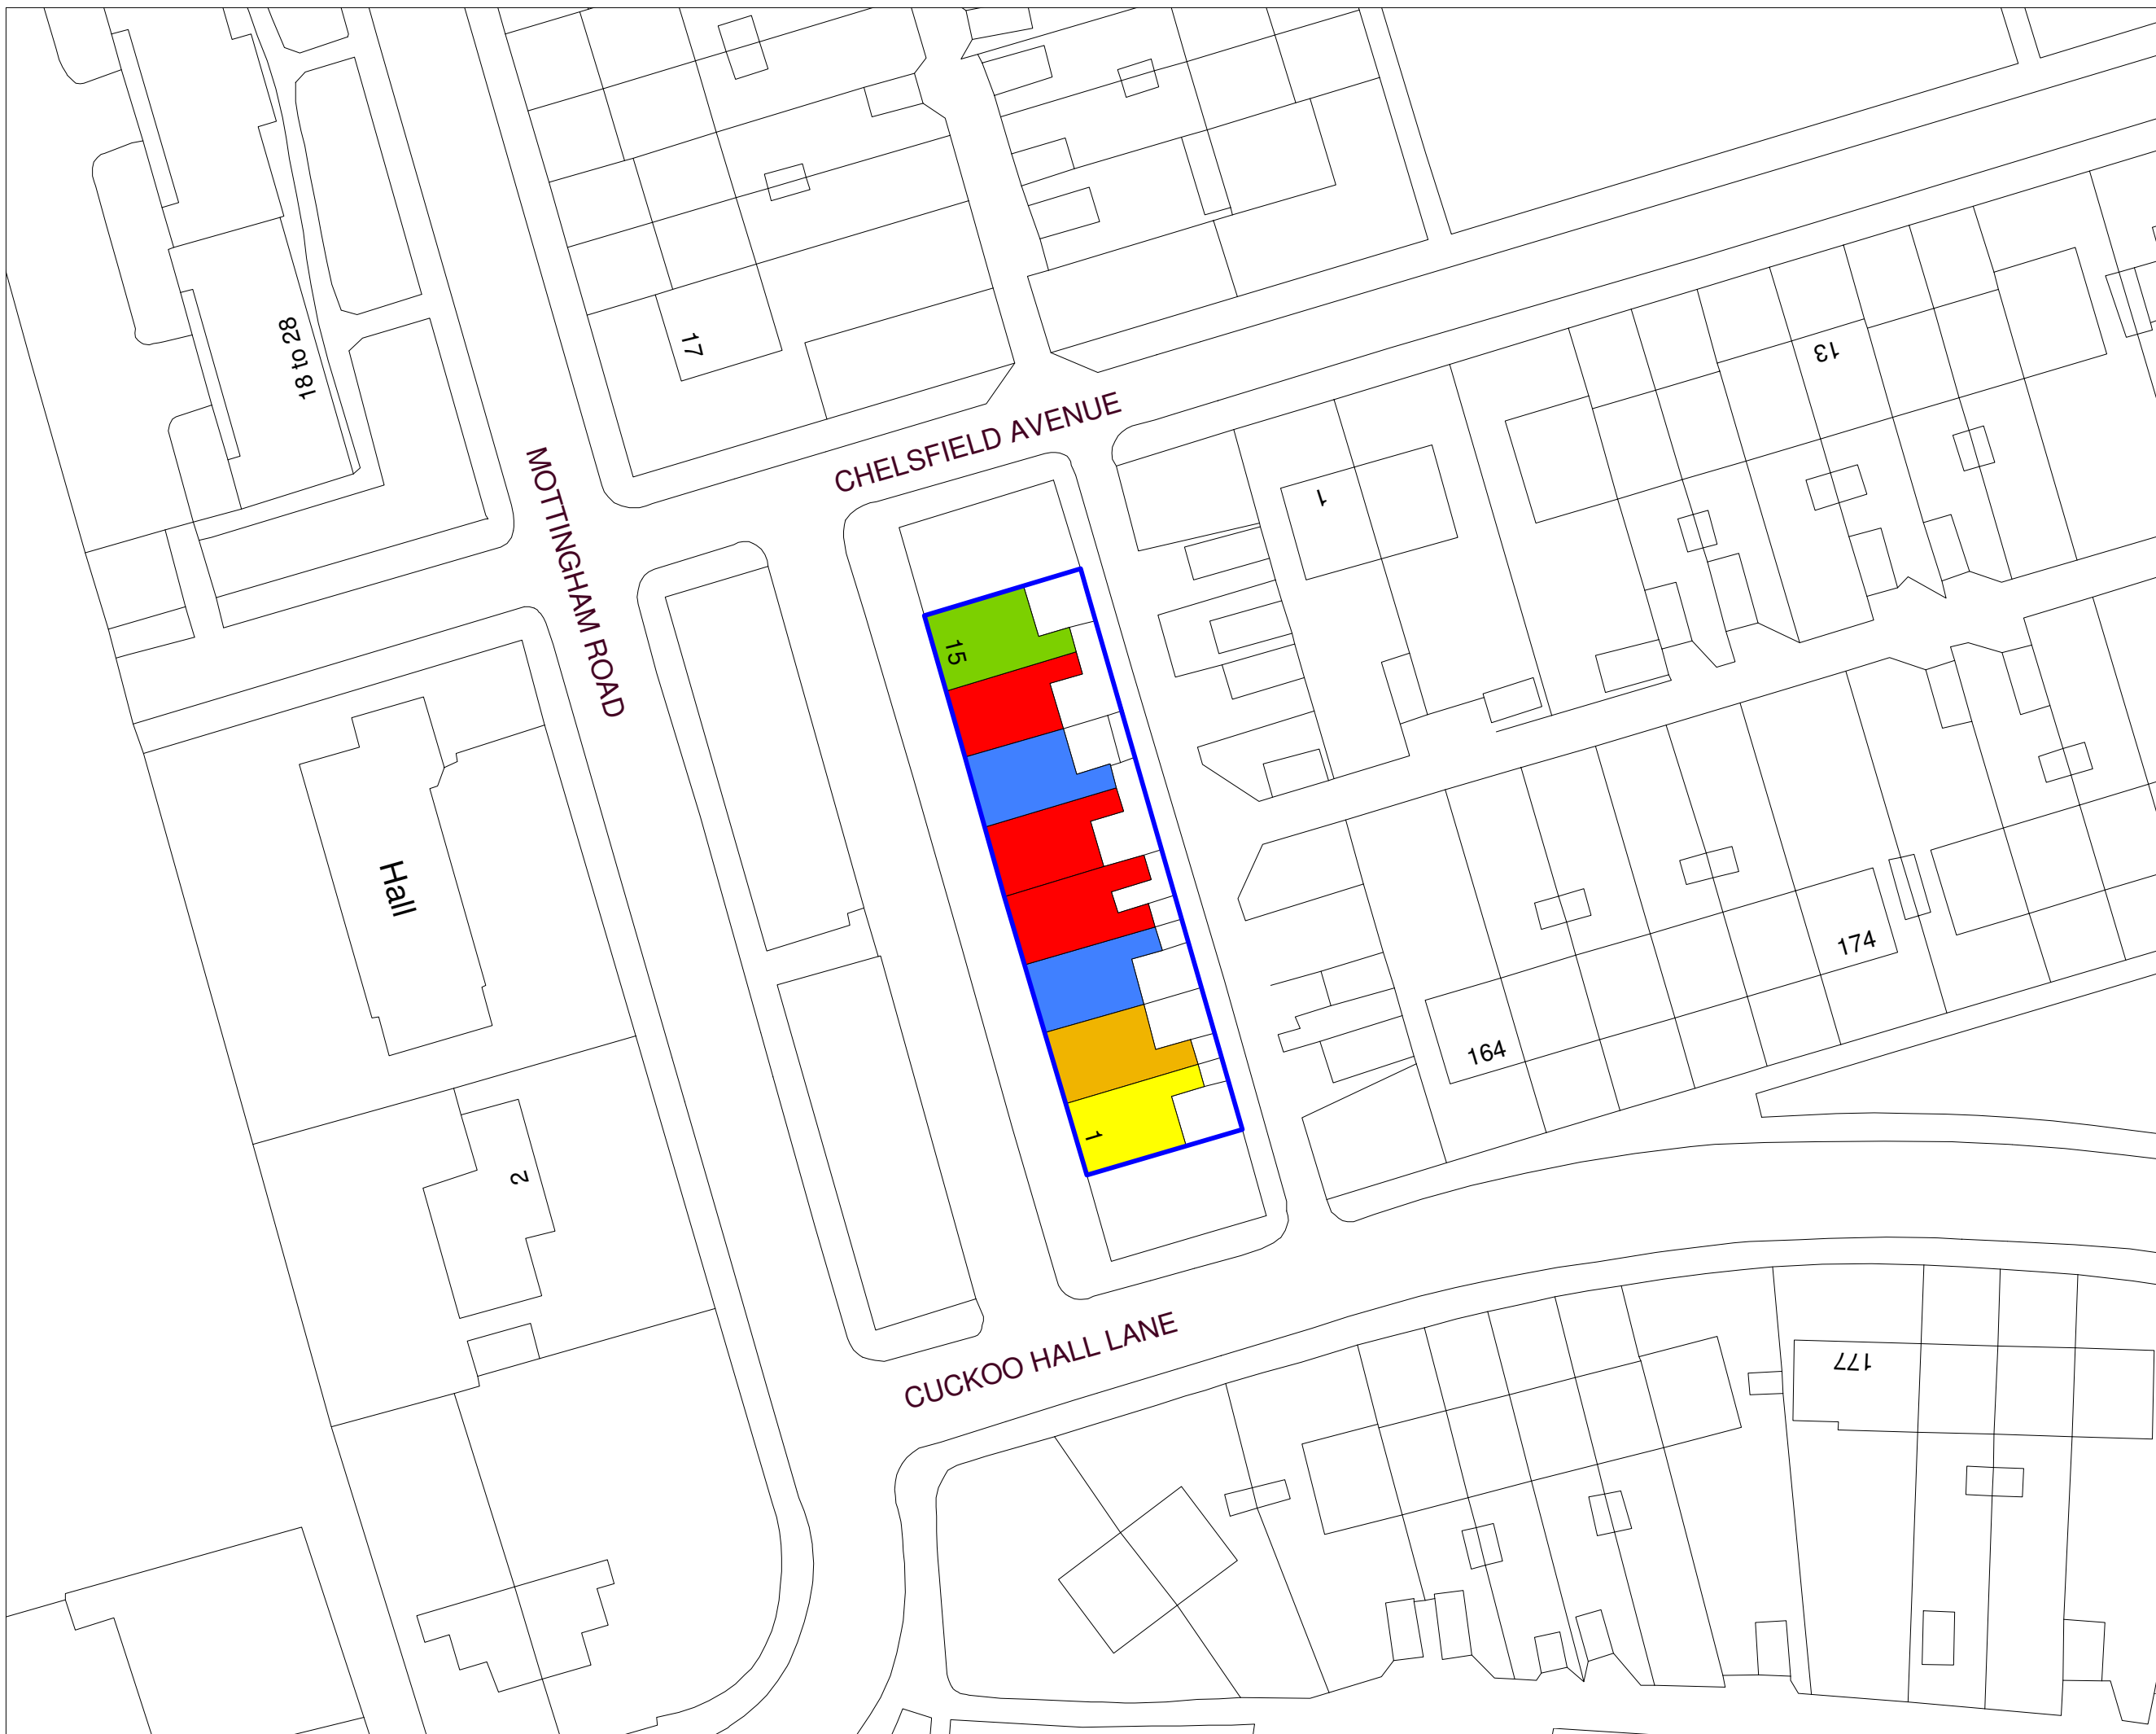 18 to 28
17
13
CHELSFIELD AVENUE
MOTTINGHAM ROAD
1
15
Hall
174
164
1
2
CUCKOO HALL LANE
177